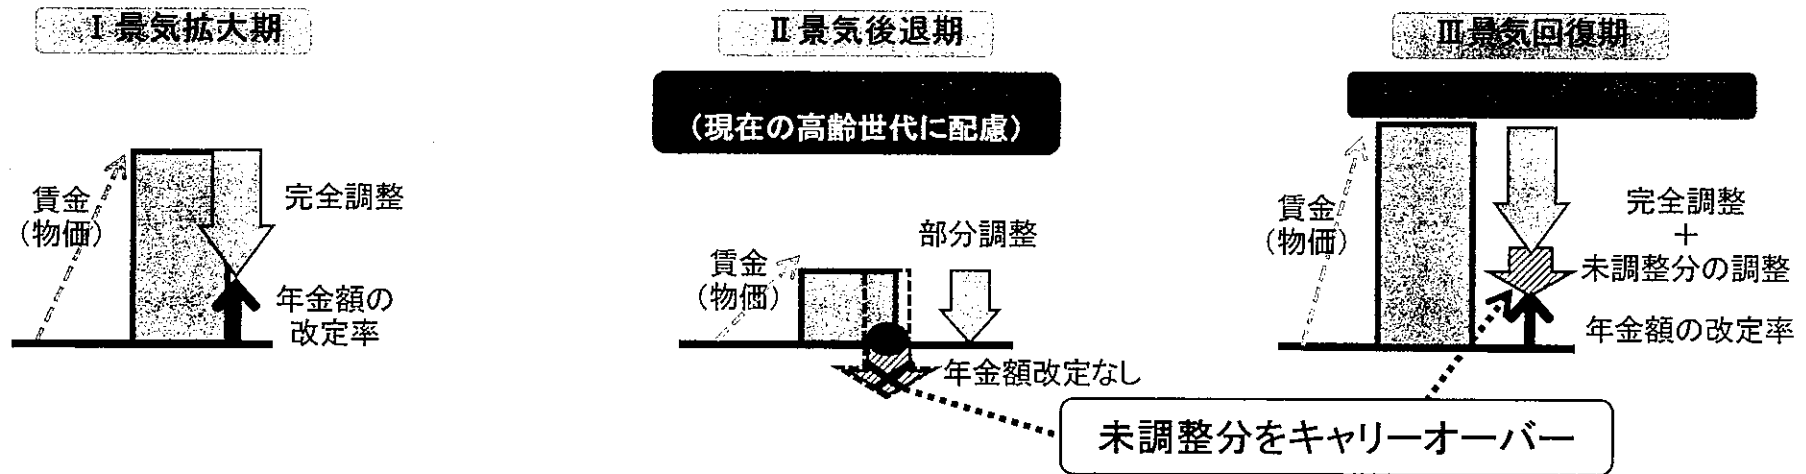 Ⅰ景気拡大期
賃金
(物価)
完全調整
年金額の
改定率
Ⅱ景気後退期
(現在の高齢世代に配慮)
賃金
(物価)
部分調整
年金額改定なし
Ⅲ景気回復期
賃金
(物価)
完全調整
+
未調整分の調整
年金額の改定率
未調整分をキャリーオーバー